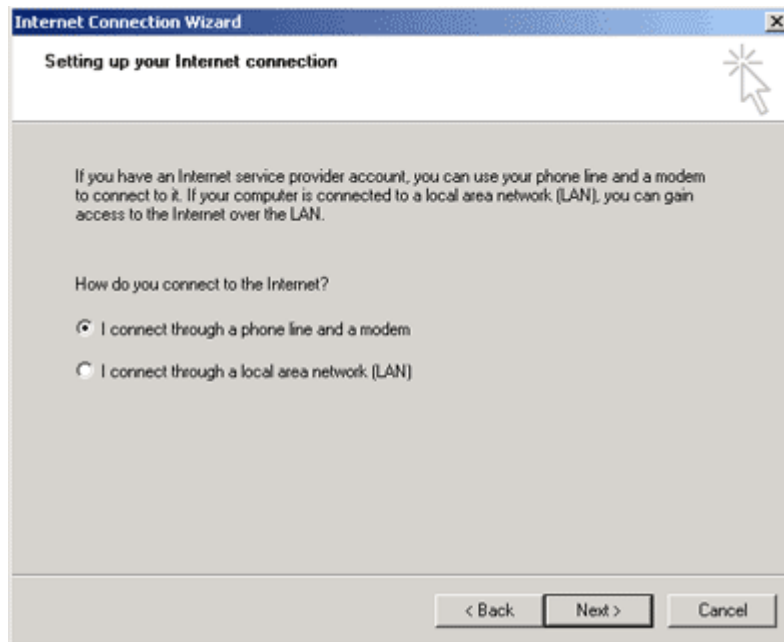 Internet Connection Wizard
Setting up your Internet connection
If you have an Internet service provider account, you can use your phone line and a modem
to connect to it. If your computer is connected to a local area network (LAN), you can gain
access to the Internet over the LAN.
How do you connect to the Internet?
I connect through a phone line and a modem
I connect through a local area network (LAN)
< Back Next > Cancel